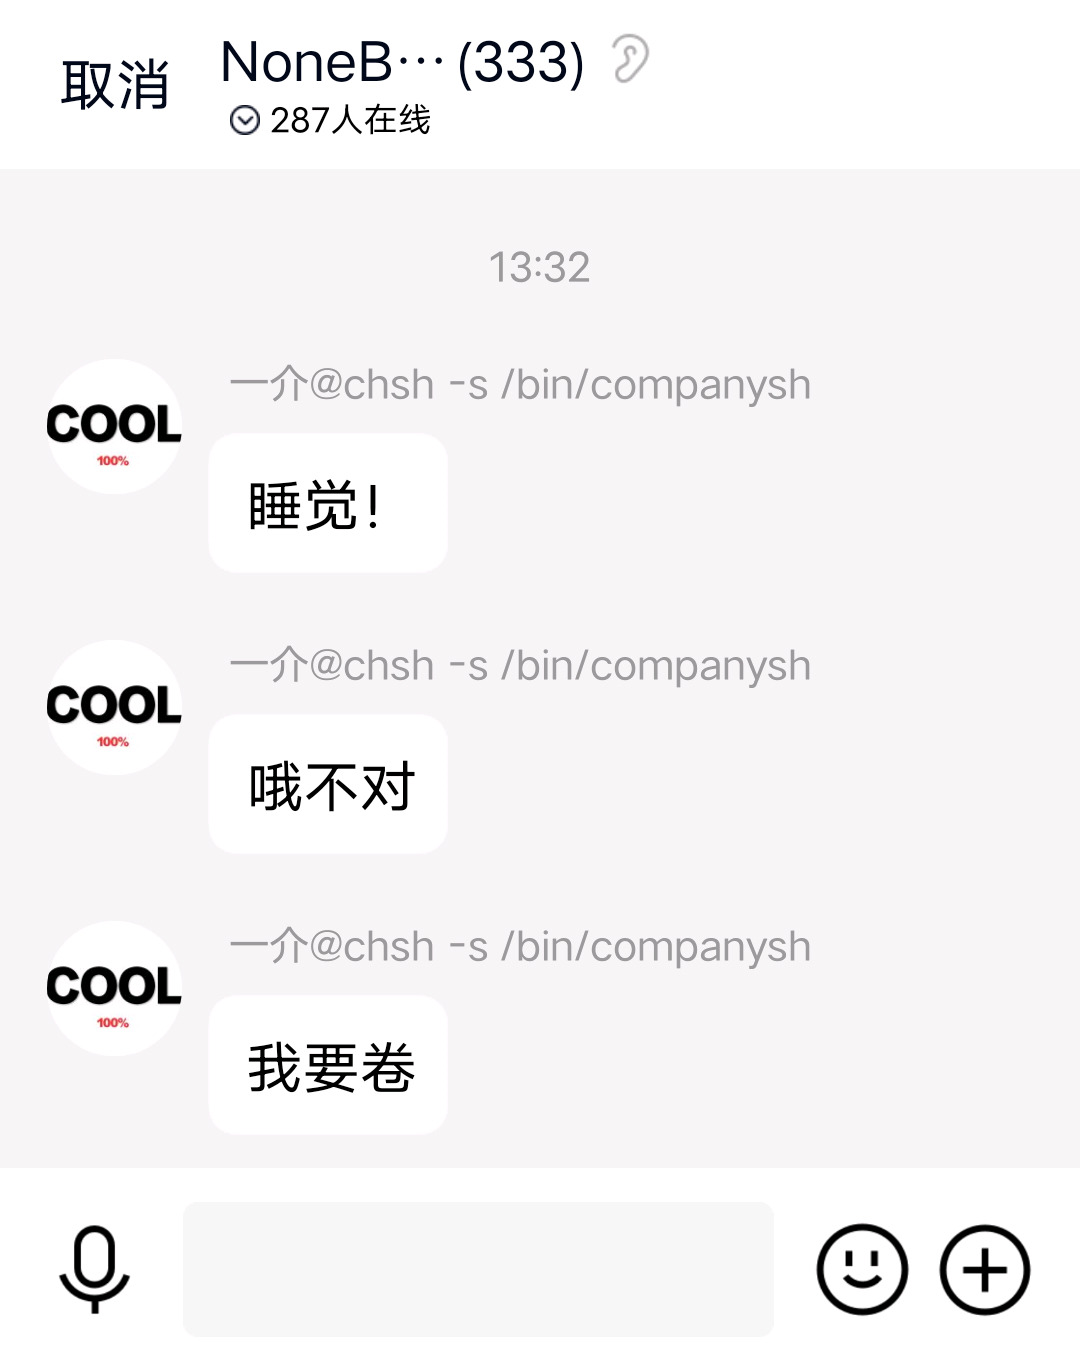 取消
NoneB··· (333)
287人在线
13:32
一介@chsh -s /bin/companysh
COOL
100%
睡觉!
一介@chsh -s /bin/companysh
COOL
100%
哦不对
一介@chsh -s /bin/companysh
COOL
100%
我要卷